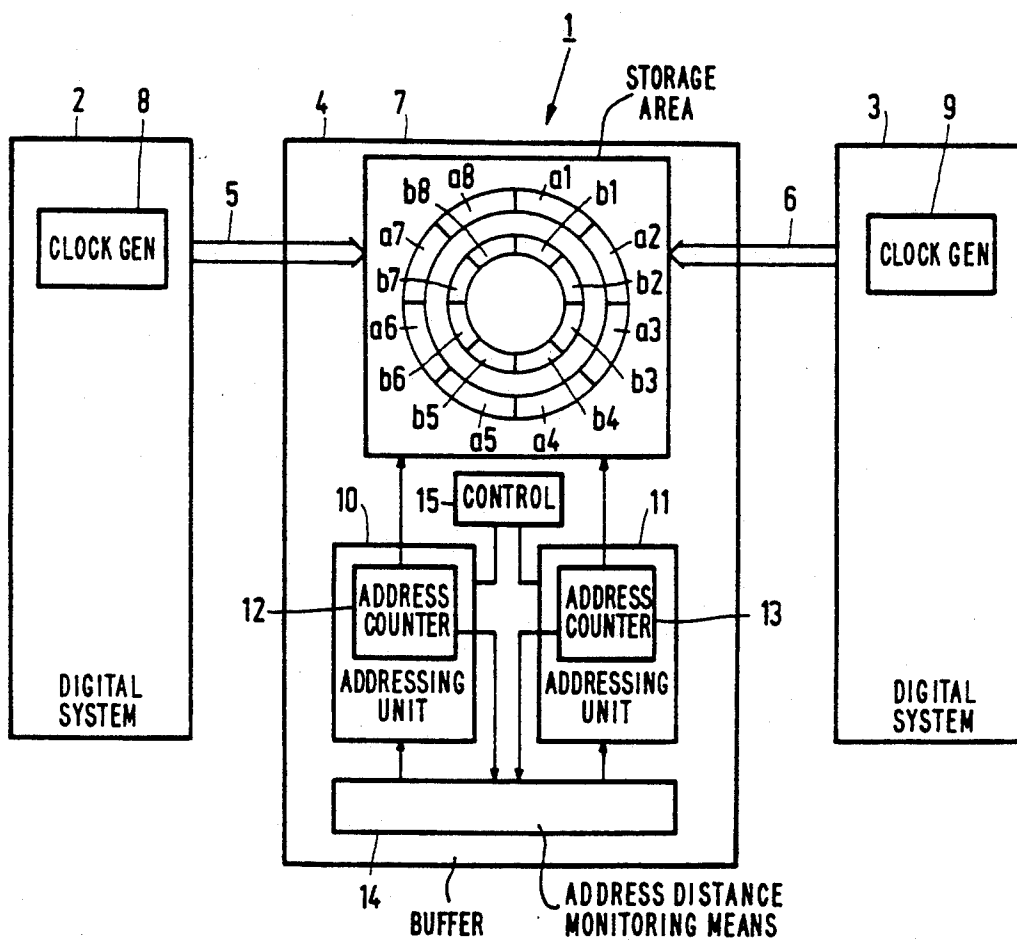 1
STORAGE
AREA
2
8
4
7
3
9
5
6
CLOCK GEN
CLOCK GEN
a8
a1
b8
b1
a7
a2
b7
b2
a6
a3
b6
b3
b5
b4
a5
a4
15
CONTROL
10
11
12
ADDRESS
COUNTER
ADDRESS
COUNTER
13
ADDRESSING
UNIT
ADDRESSING
UNIT
DIGITAL
SYSTEM
DIGITAL
SYSTEM
14
BUFFER
ADDRESS DISTANCE
MONITORING MEANS